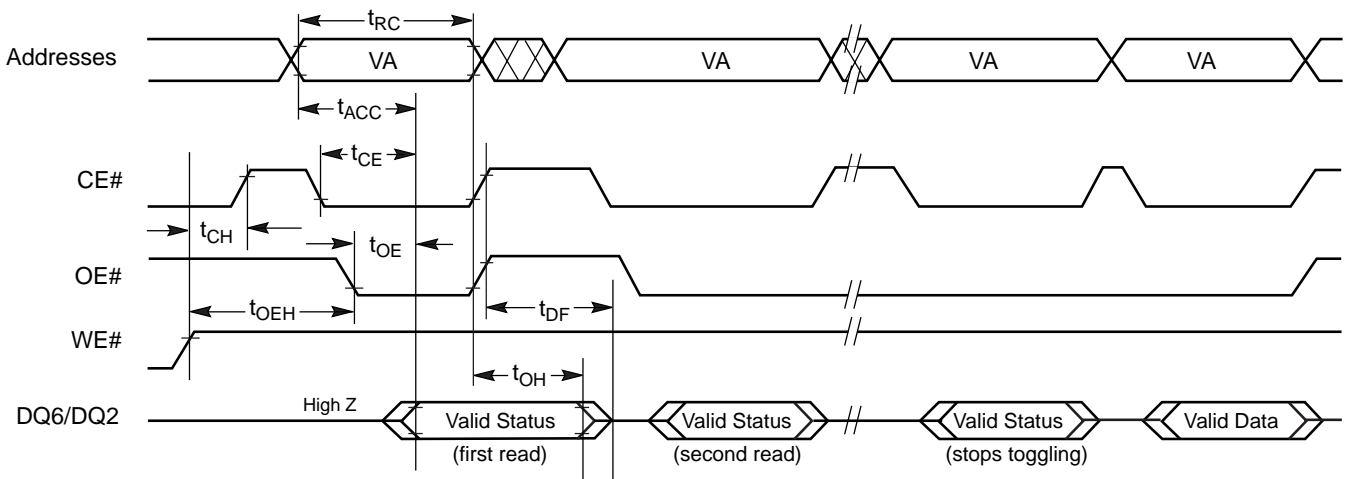 tRC
Addresses VA VA VA VA
tACC
tCE
CE#
tCH tOE
OE#
tOEH tDF
WE#
tOH
DQ6/DQ2 High Z Valid Status Valid Status Valid Status Valid Data
(first read) (second read) (stops toggling)